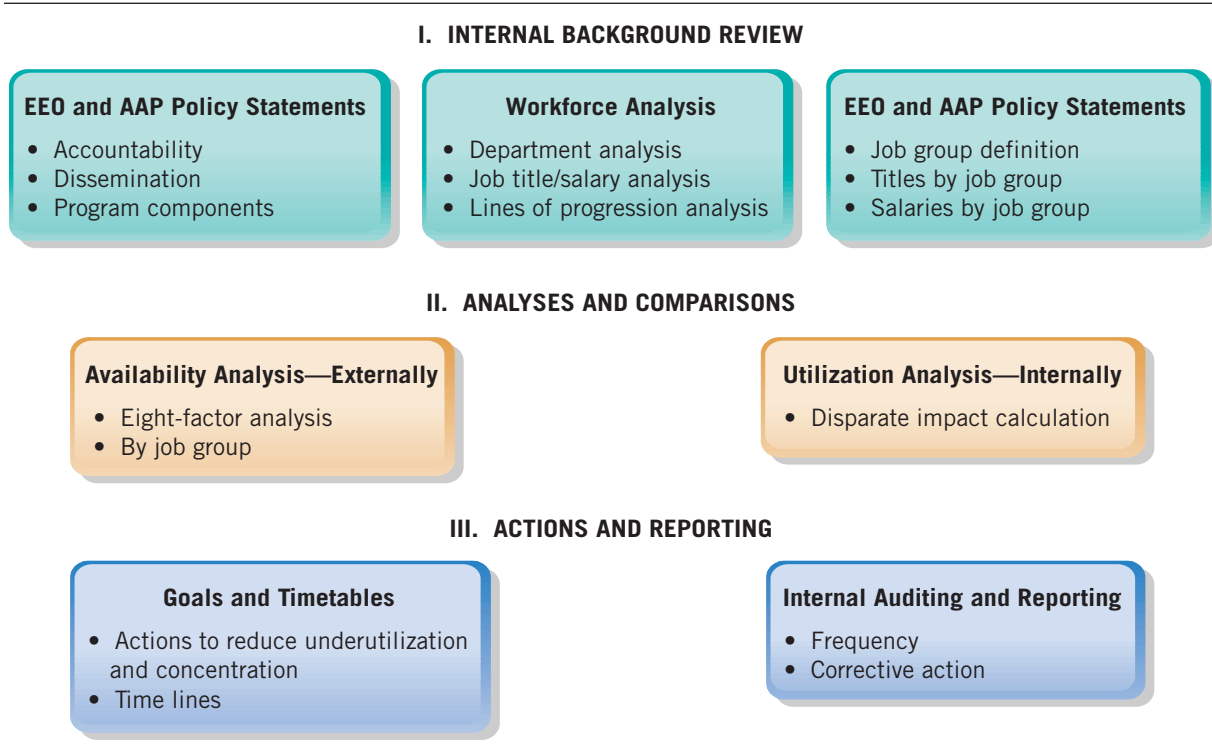 I. INTERNAL BACKGROUND REVIEW
EEO and AAP Policy Statements
• Accountability
• Dissemination
• Program components
Workforce Analysis
• Department analysis
• Job title/salary analysis
• Lines of progression analysis
EEO and AAP Policy Statements
• Job group definition
• Titles by job group
• Salaries by job group
II. ANALYSES AND COMPARISONS
Availability Analysis—Externally
• Eight-factor analysis
• By job group
Utilization Analysis—Internally
• Disparate impact calculation
III. ACTIONS AND REPORTING
Goals and Timetables
• Actions to reduce underutilization
and concentration
• Time lines
Internal Auditing and Reporting
• Frequency
• Corrective action